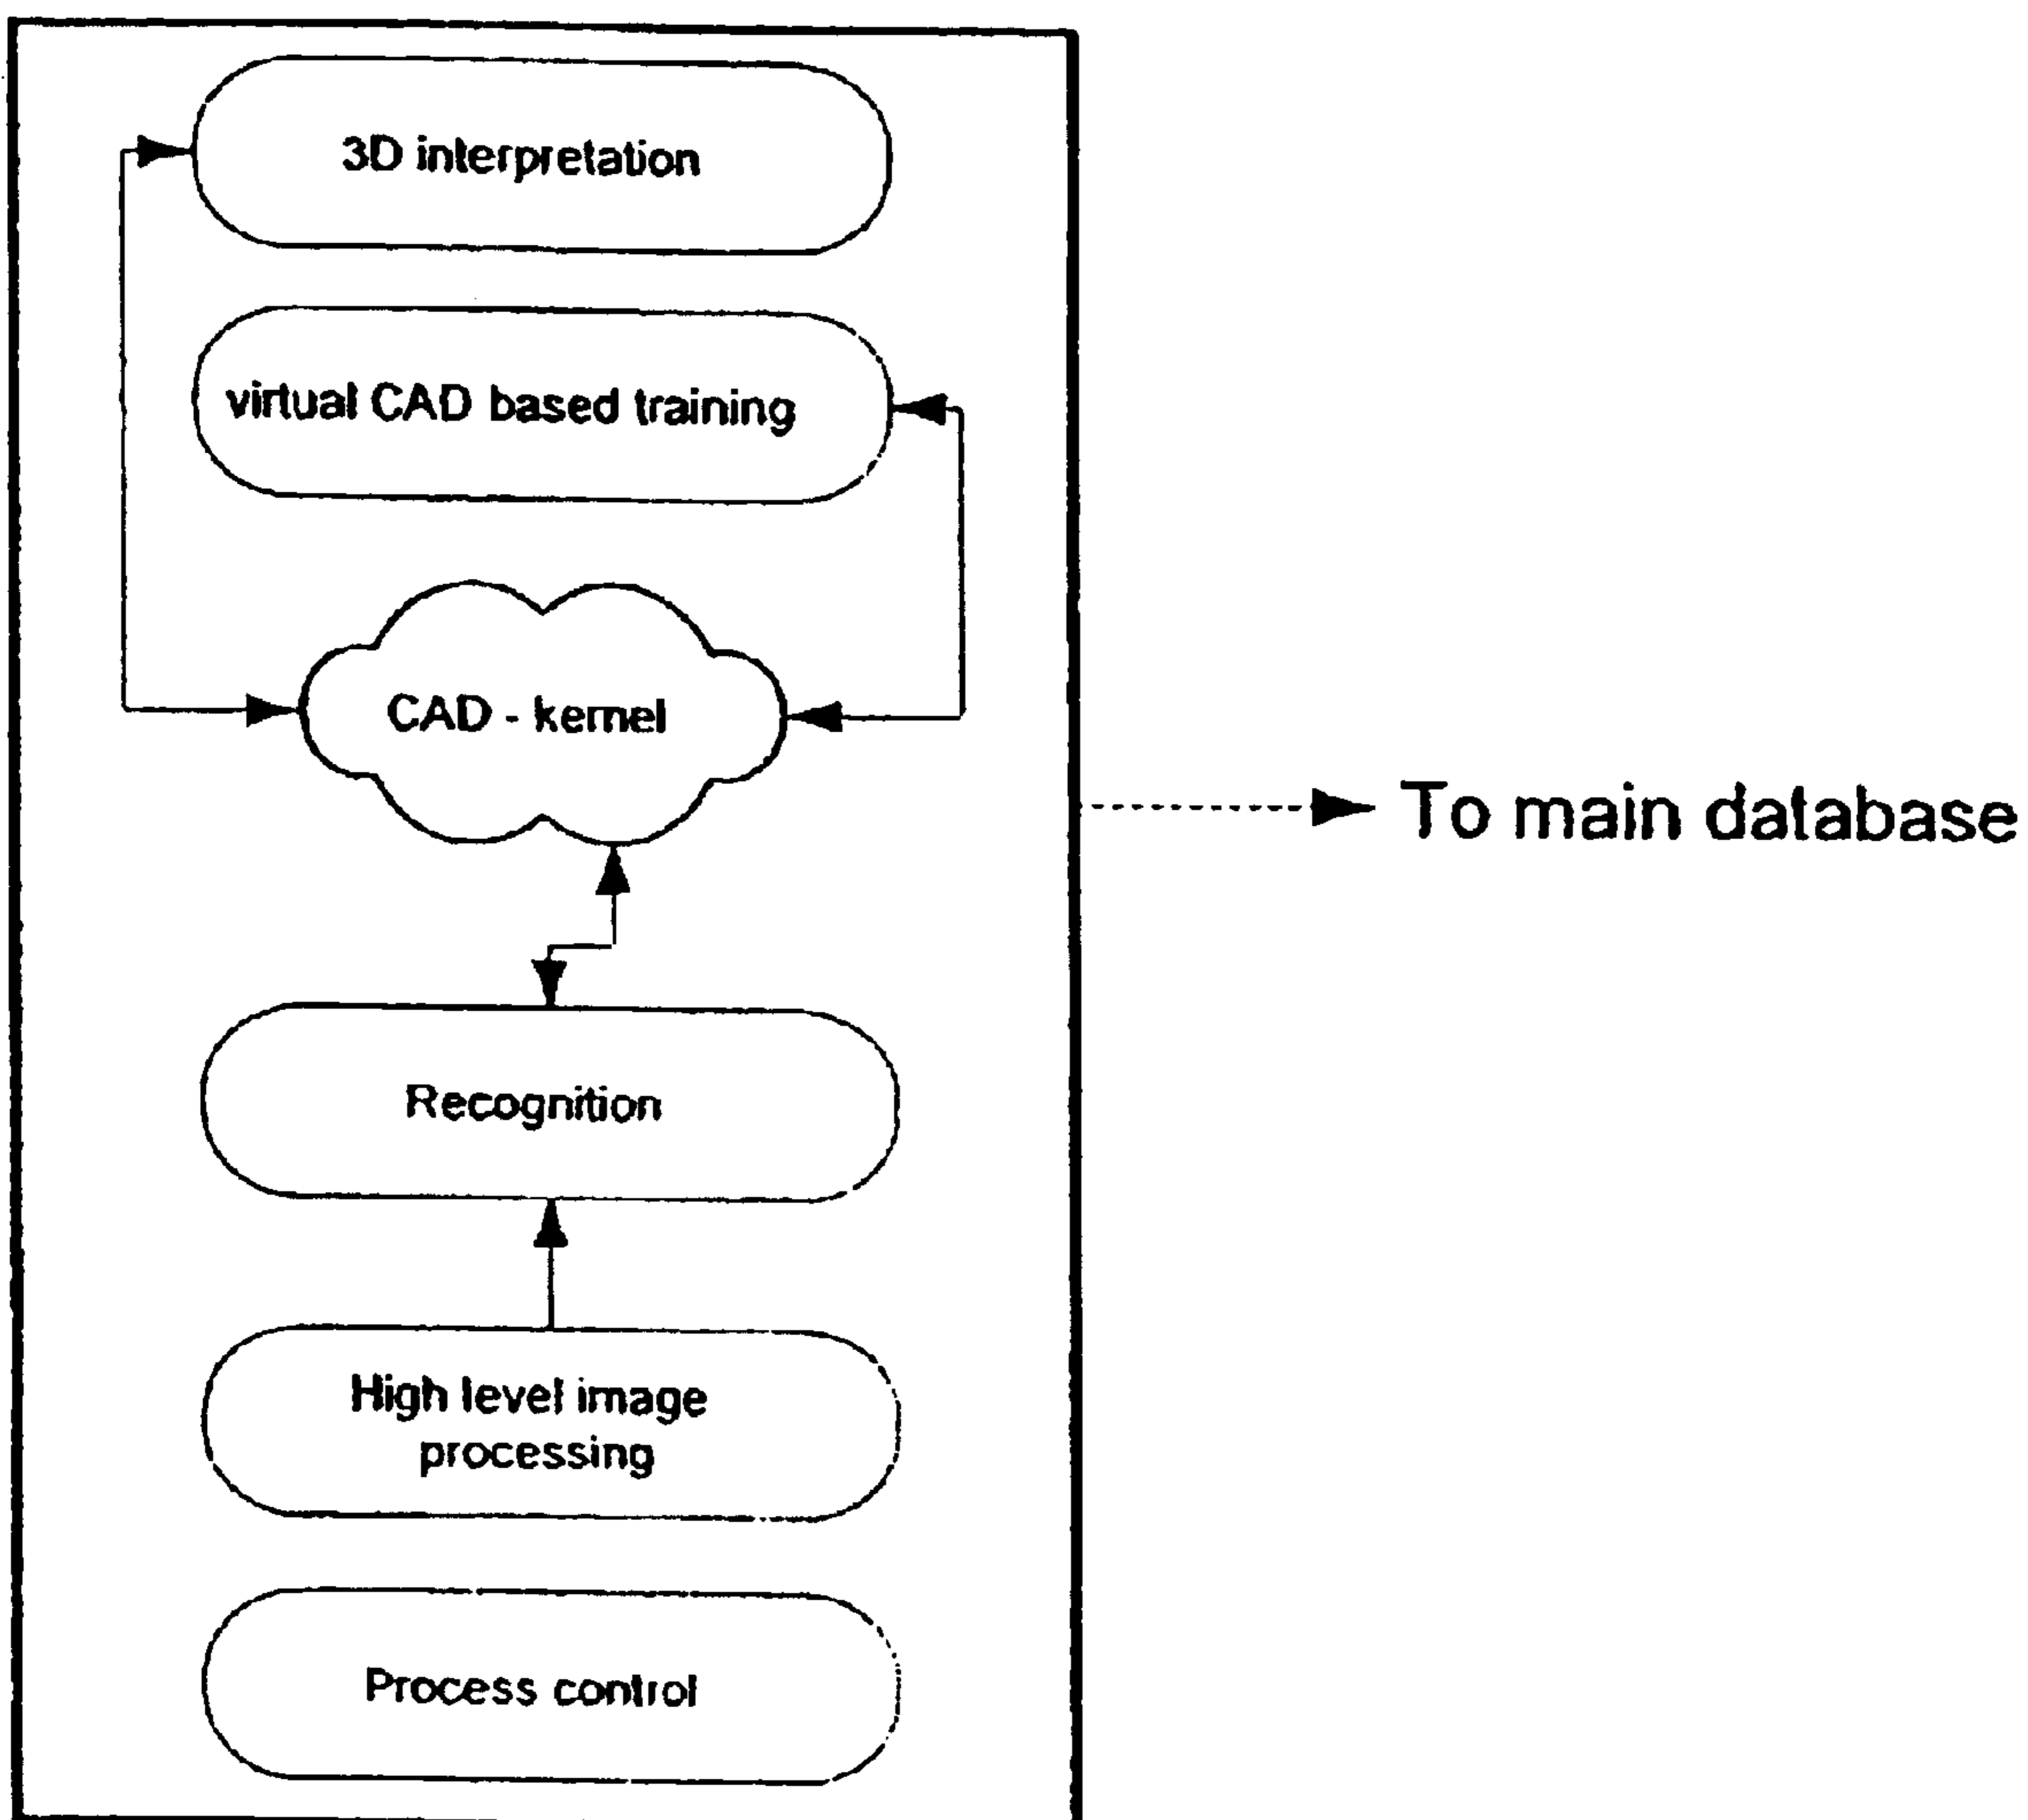 3D interpretation
virtual CAD based training
CAD - kernel
To main database
Recognition
High level image
processing
Process control